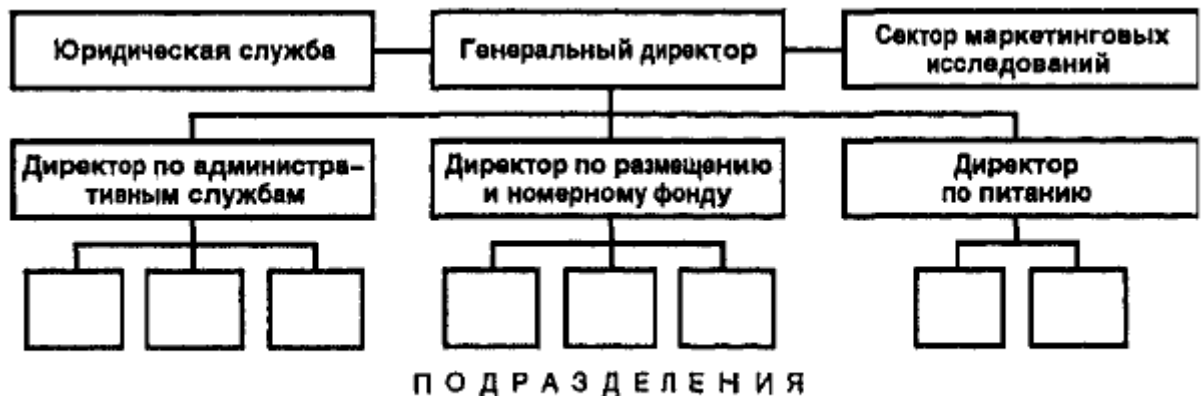 Юридическая служба
Генеральный директор
Сектор маркетинговых
исследований
Директор по администра-
тивным службам
Директор по размещению
и номерному фонду
Директор
по питанию
ПОДРАЗДЕЛЕНИЯ